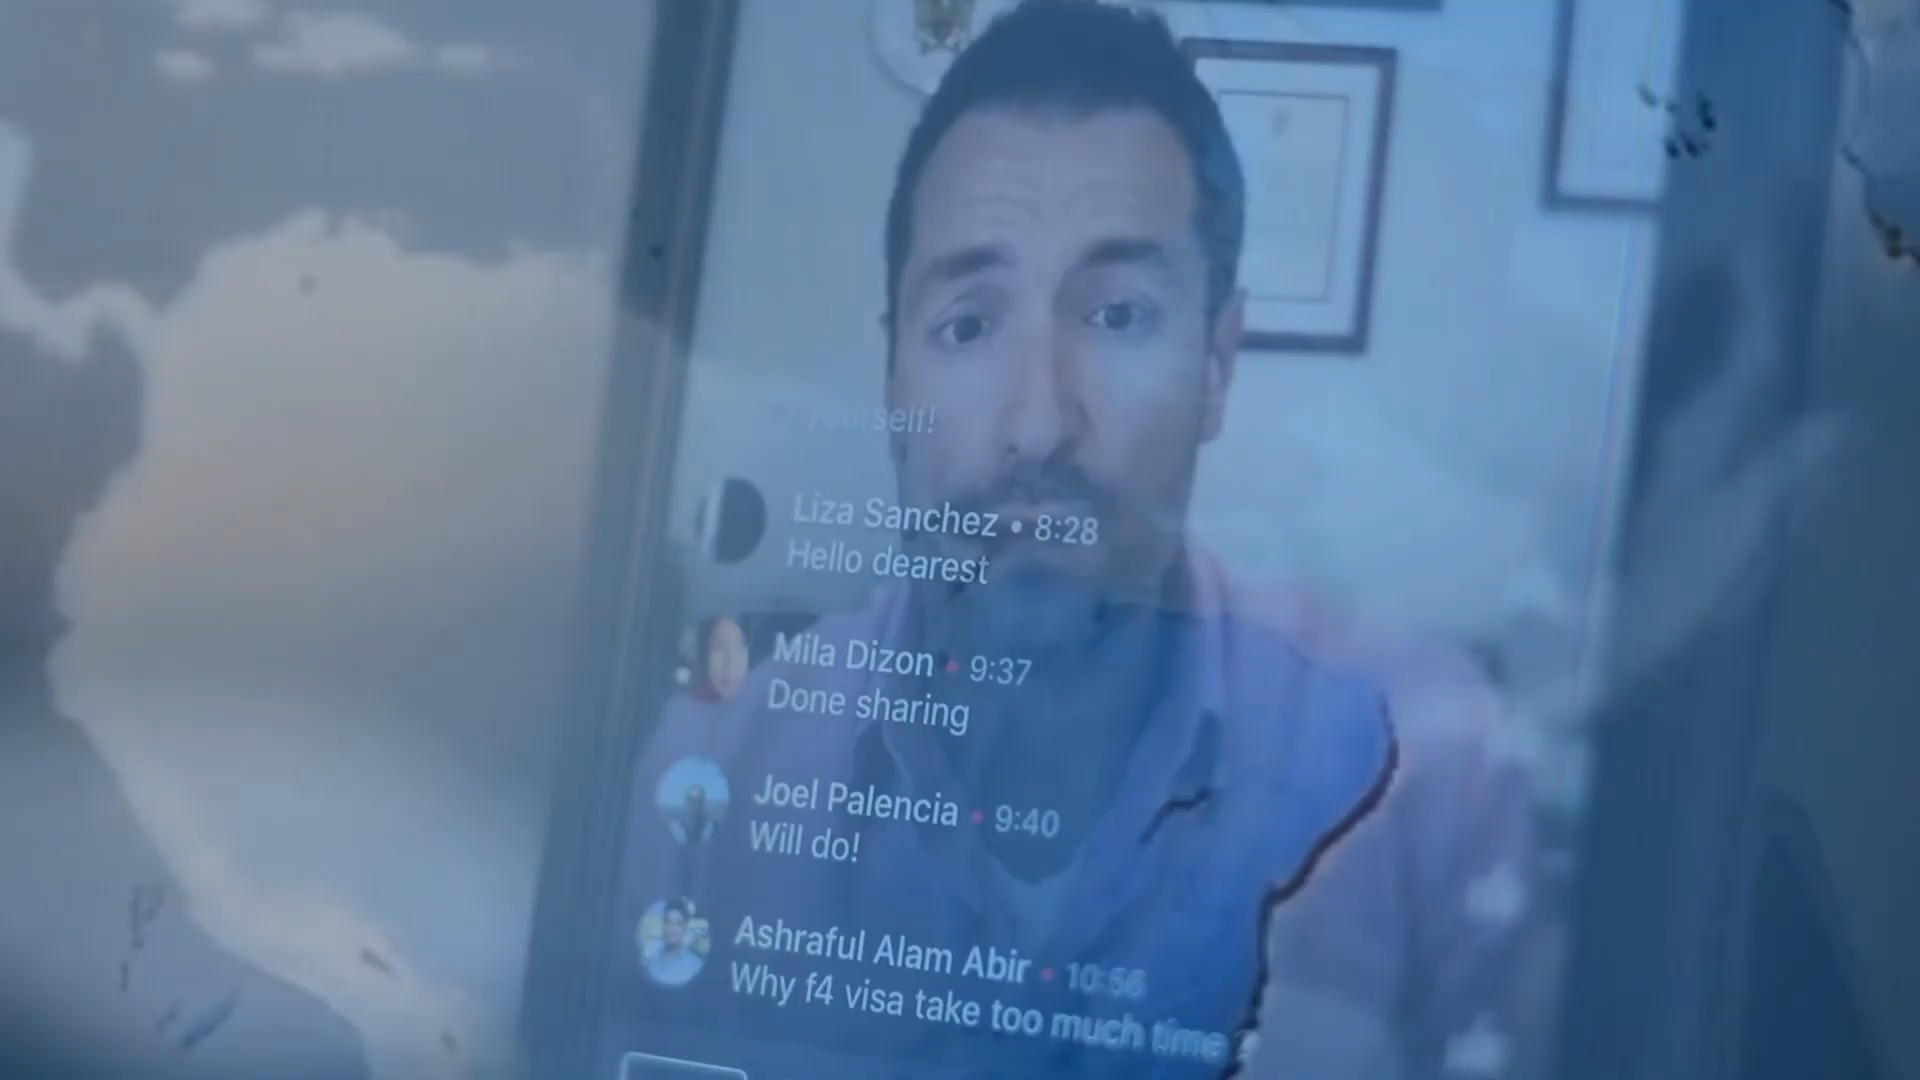 yourself!
Liza Sanchez • 8:28
Hello dearest
Mila Dizon • 9:37
Done sharing
Joel Palencia • 9:40
Will do!
Ashraful Alam Abir • 10:56
Why f4 visa take too much time